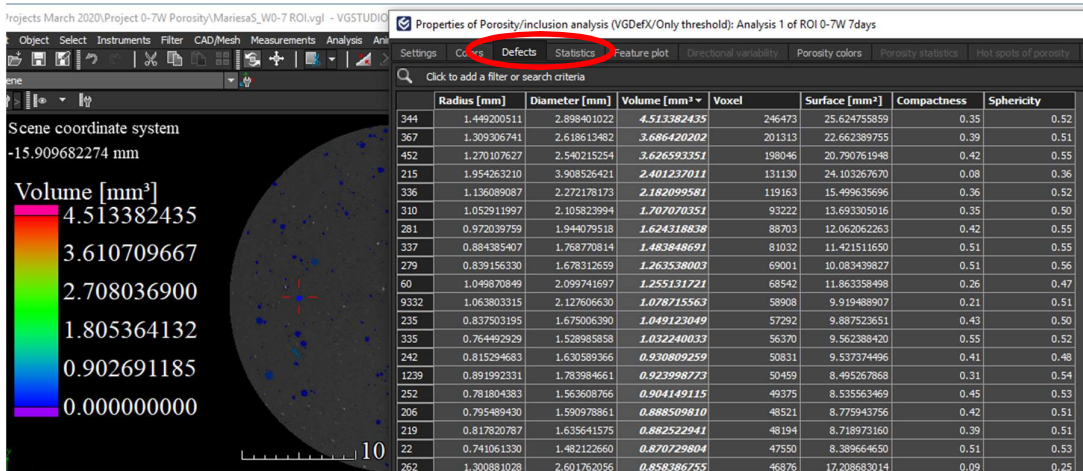 Projects March 2020\Project 0-7W Porosity\MariesaS_W0-7 ROI.vgl - VGSTUDIO
Object Select Instruments Filter CAD/Mesh Measurements Analysis Ani
ene
Scene coordinate system
-15.909682274 mm
Volume [mm³]
4.513382435
3.610709667
2.708036900
1.805364132
0.902691185
0.000000000
10
Properties of Porosity/inclusion analysis (VGDefX/Only threshold): Analysis 1 of ROI 0-7W 7days
Settings Colors Defects Statistics Feature plot Directional variability Porosity colors Porosity statistics Hot spots of porosity
Click to add a filter or search criteria
Radius [mm] Diameter [mm] Volume [mm³] Voxel Surface [mm²] Compactness Sphericity
344 1.449200511 2.898401022 4.513382435 246473 25.624755859 0.35 0.52
367 1.309306741 2.618613482 3.686420202 201313 22.662389755 0.39 0.51
452 1.270107627 2.540215254 3.626593351 198046 20.790761948 0.42 0.55
215 1.954263210 3.908526421 2.401237011 131130 24.103267670 0.08 0.36
336 1.136089087 2.272178173 2.182099581 119163 15.499635696 0.36 0.52
310 1.052911997 2.105823994 1.707070351 93222 13.693305016 0.35 0.50
281 0.972039759 1.944079518 1.624318838 88703 12.062062263 0.42 0.55
337 0.884385407 1.768770814 1.483848691 81032 11.421511650 0.51 0.55
279 0.839156330 1.678312659 1.263538003 69001 10.083439827 0.51 0.56
60 1.049870849 2.099741697 1.255131721 68542 11.863358498 0.26 0.47
9332 1.063803315 2.127606630 1.078715563 58908 9.919488907 0.21 0.51
235 0.837503195 1.675006390 1.049123049 57292 9.887523651 0.43 0.50
335 0.764492929 1.528985858 1.032240033 56370 9.562388420 0.55 0.52
242 0.815294683 1.630589366 0.930809259 50831 9.537374496 0.41 0.48
1239 0.891992331 1.783984661 0.923998773 50459 8.495267868 0.31 0.54
252 0.781804383 1.563608766 0.904149115 49375 8.535563469 0.45 0.53
206 0.795489430 1.590978861 0.888509810 48521 8.775943756 0.42 0.51
219 0.817820787 1.635641575 0.882522941 48194 8.718973160 0.39 0.51
22 0.741061330 1.482122660 0.870729804 47550 8.389664650 0.51 0.53
262 1.300881028 2.601762056 0.858386755 46876 17.208683014 0.09 0.25